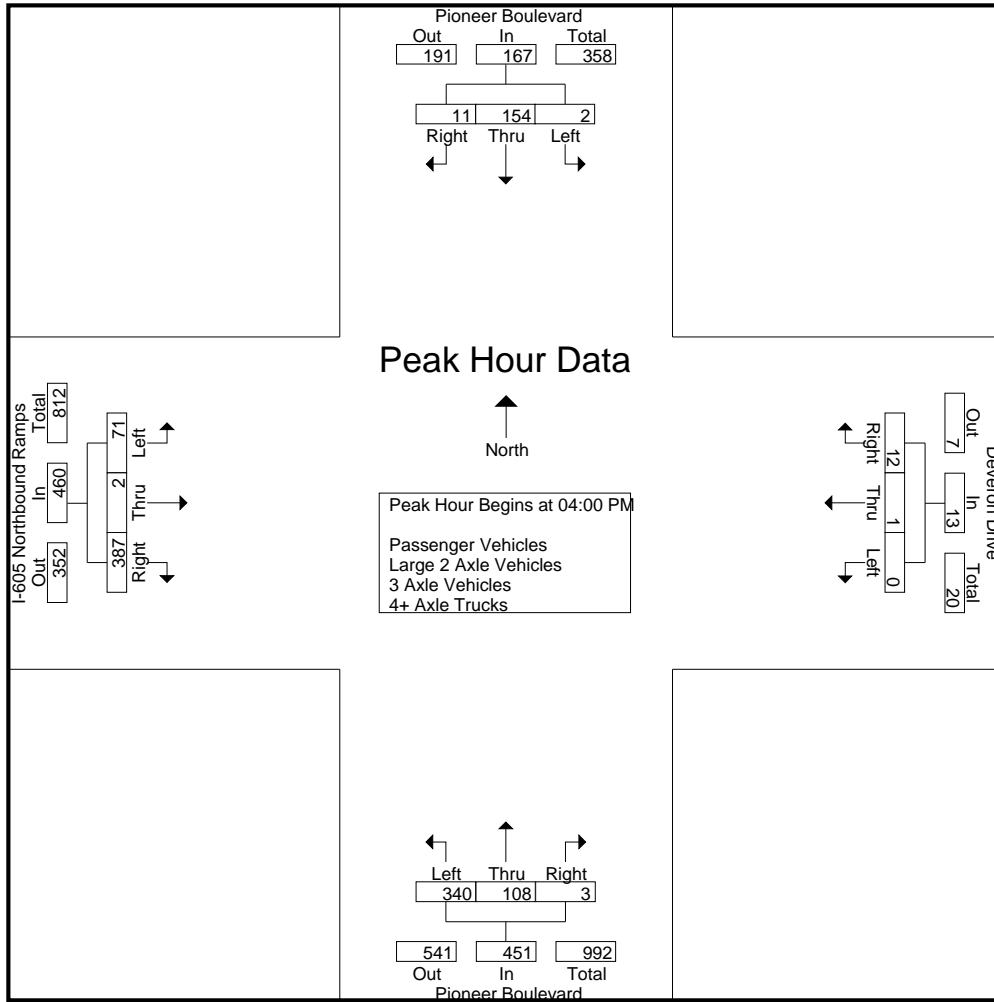 Pioneer Boulevard
Out In Total
191 167 358
11 154 2
Right Thru Left
Peak Hour Data
North
Peak Hour Begins at 04:00 PM
Passenger Vehicles
Large 2 Axle Vehicles
3 Axle Vehicles
4+ Axle Trucks
I-605 Northbound Ramps
Out In Total
352 460 812
387 2 71
Right Thru Left
Deveron Drive
Out In Total
7 13 20
12 1 0
Right Thru Left
Left Thru Right
340 108 3
541 451 992
Out In Total
Pioneer Boulevard